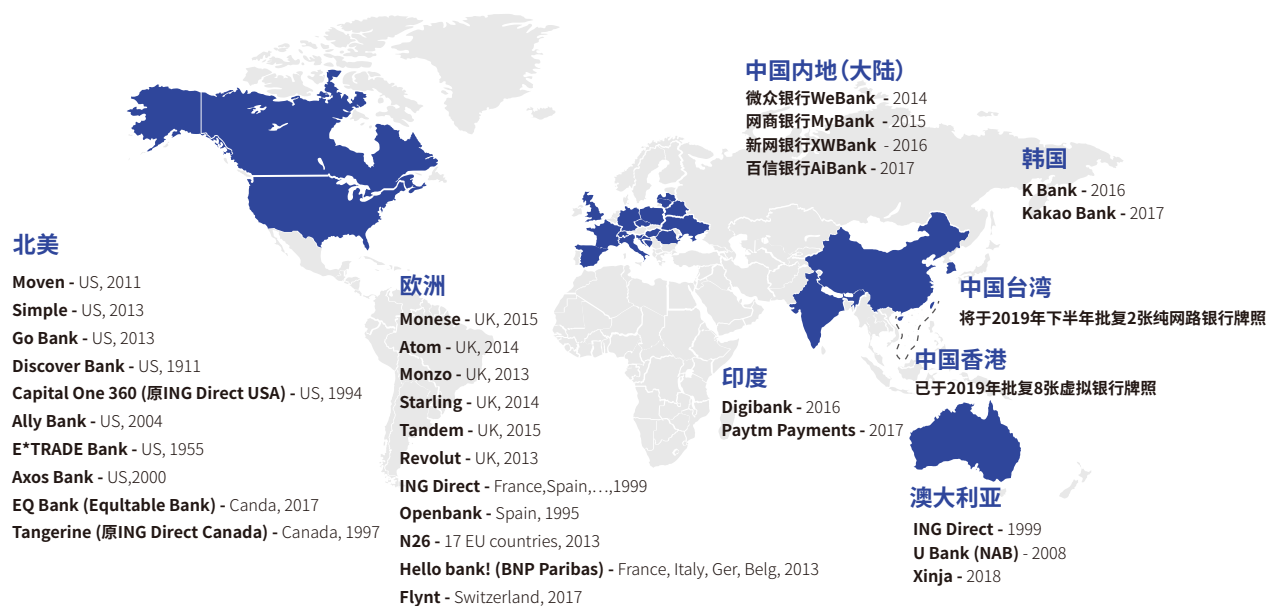 中国内地(大陆)
微众银行WeBank - 2014
网商银行MyBank - 2015
新网银行XWBank - 2016
百信银行AiBank - 2017
韩国
K Bank - 2016
Kakao Bank - 2017
北美
Moven - US, 2011
Simple - US, 2013
Go Bank - US, 2013
Discover Bank - US, 1911
Capital One 360 (原ING Direct USA) - US, 1994
Ally Bank - US, 2004
E*TRADE Bank - US, 1955
Axos Bank - US,2000
EQ Bank (Equltable Bank) - Canda, 2017
Tangerine (原ING Direct Canada) - Canada, 1997
欧洲
Monese - UK, 2015
Atom - UK, 2014
Monzo - UK, 2013
Starling - UK, 2014
Tandem - UK, 2015
Revolut - UK, 2013
ING Direct - France,Spain,…,1999
Openbank - Spain, 1995
N26 - 17 EU countries, 2013
Hello bank! (BNP Paribas) - France, Italy, Ger, Belg, 2013
Flynt - Switzerland, 2017
中国台湾
将于2019年下半年批复2张纯网路银行牌照
中国香港
已于2019年批复8张虚拟银行牌照
印度
Digibank - 2016
Paytm Payments - 2017
澳大利亚
ING Direct - 1999
U Bank (NAB) - 2008
Xinja - 2018